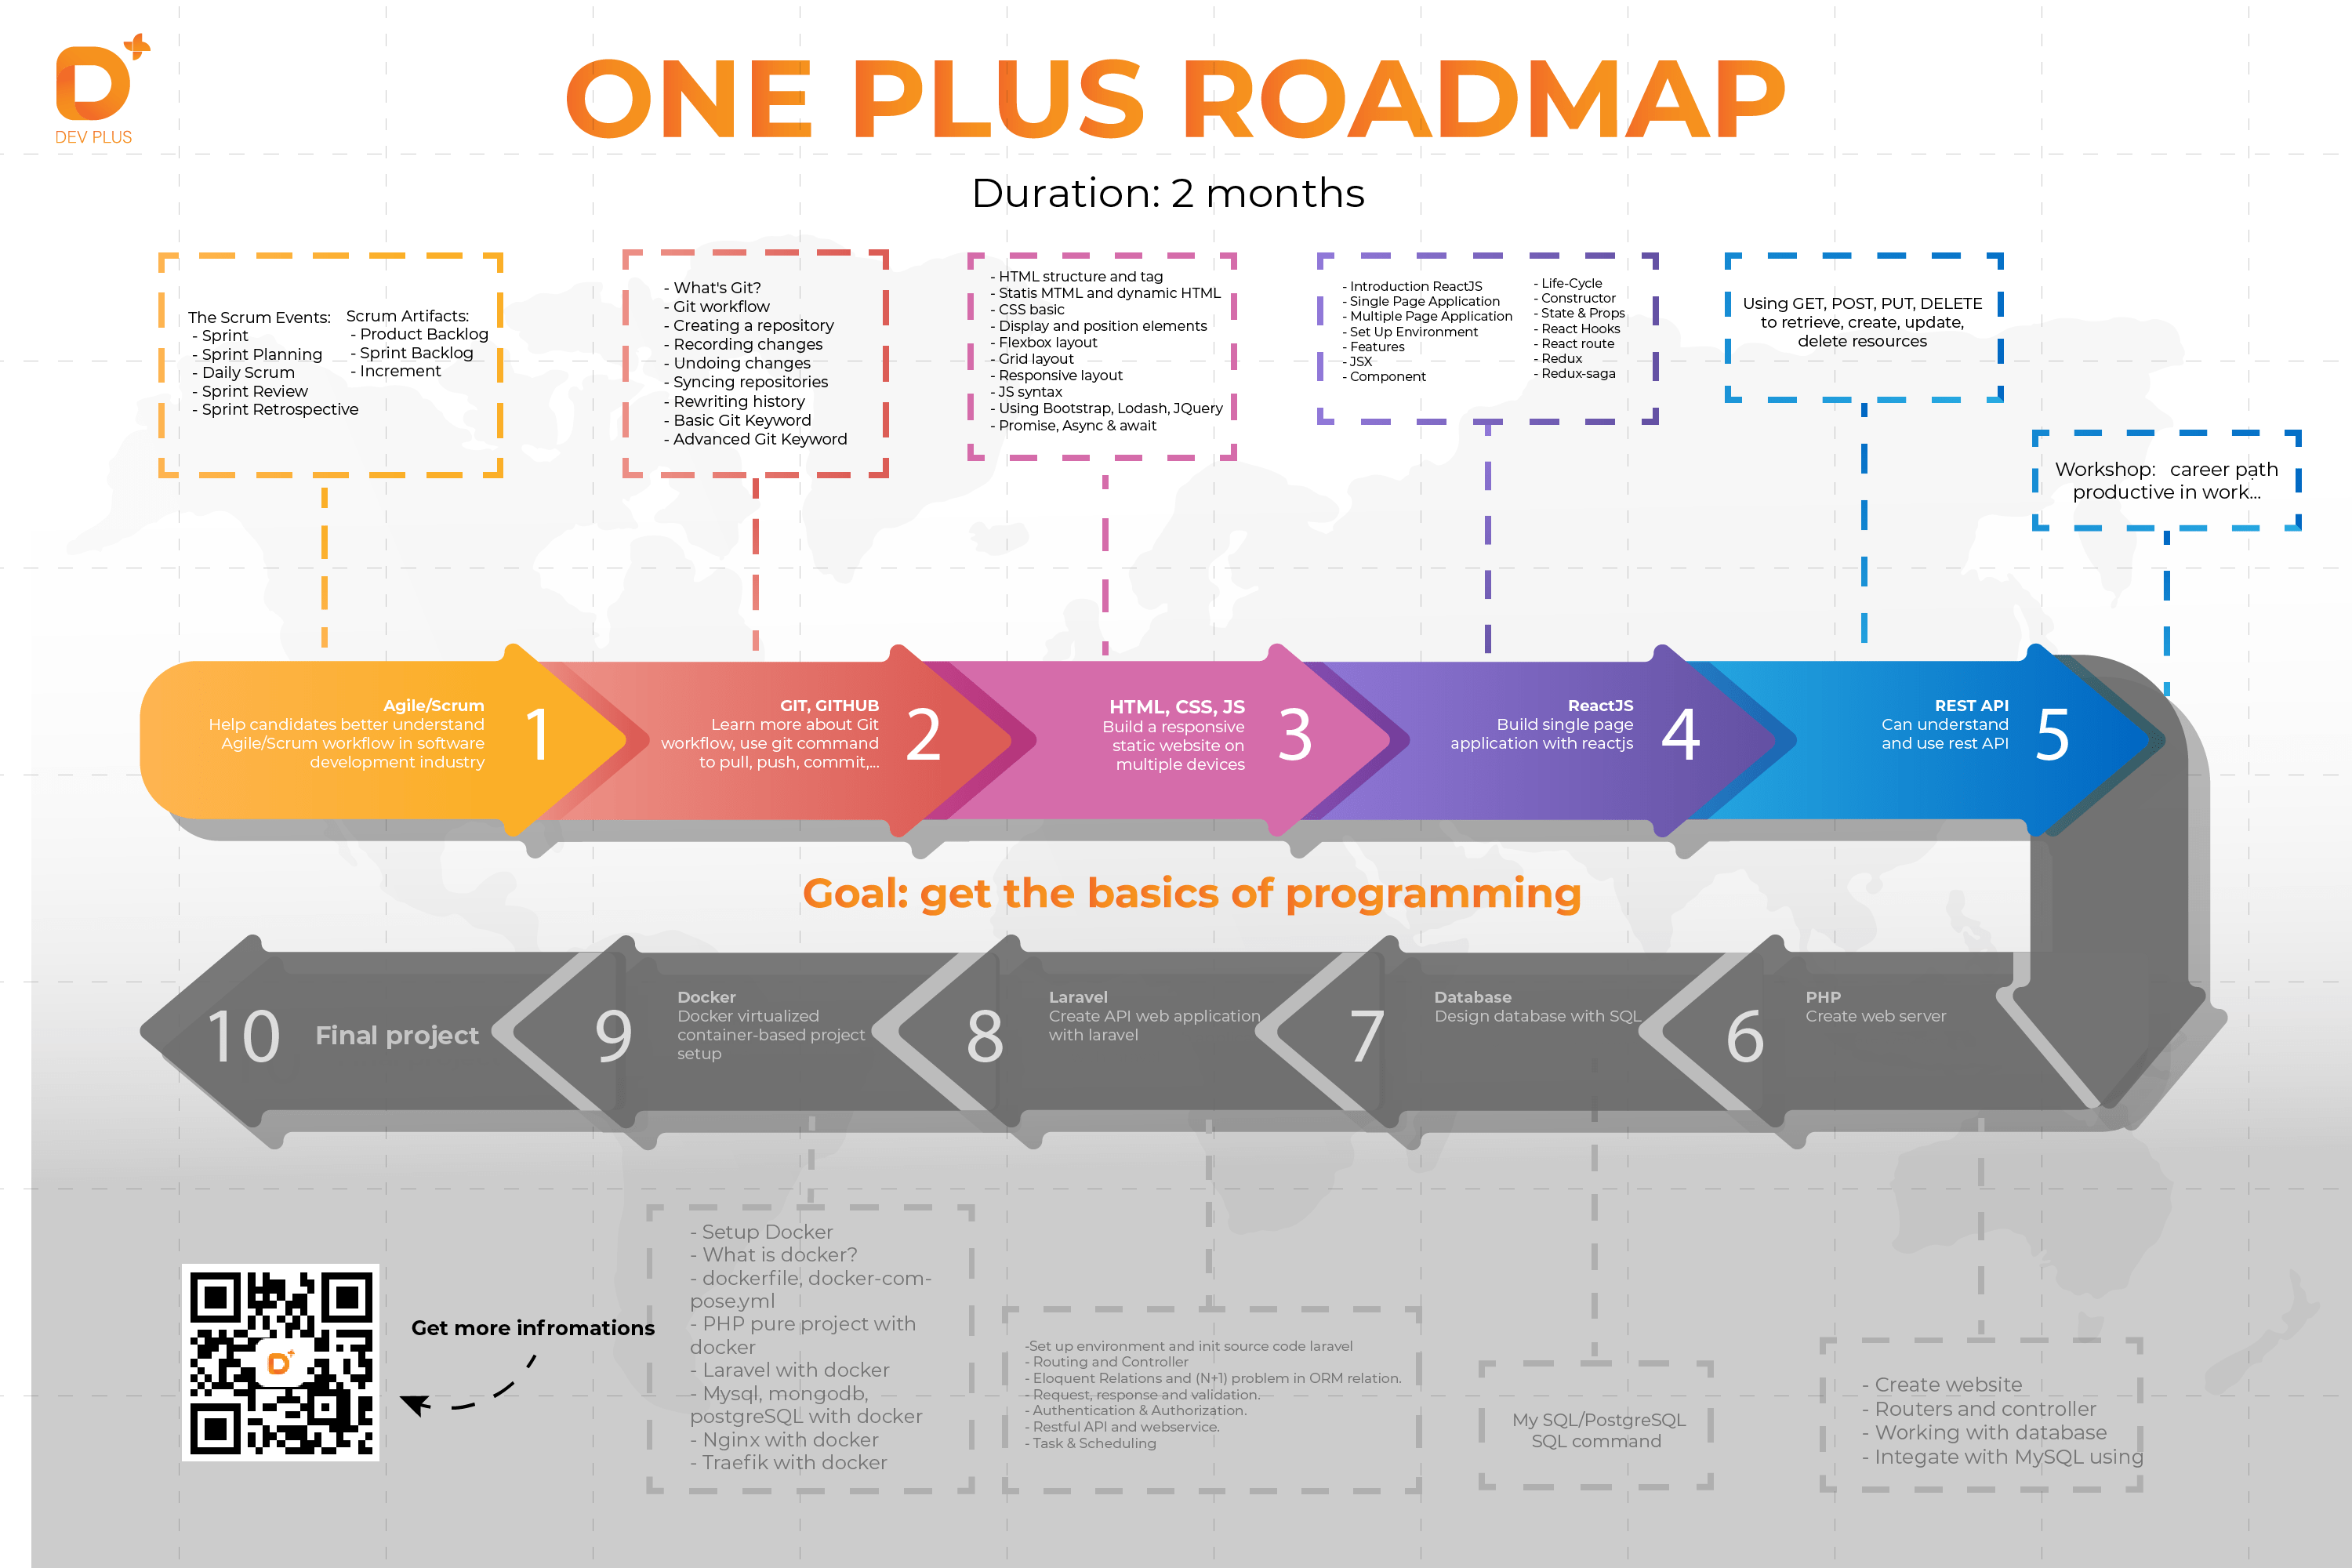 DEV PLUS
ONE PLUS ROADMAP
Duration: 2 months
The Scrum Events:
- Sprint
- Sprint Planning
- Daily Scrum
- Sprint Review
- Sprint Retrospective
Scrum Artifacts:
- Product Backlog
- Sprint Backlog
- Increment
- What's Git?
- Git workflow
- Creating a repository
- Recording changes
- Undoing changes
- Syncing repositories
- Rewriting history
- Basic Git Keyword
- Advanced Git Keyword
- HTML structure and tag
- Statis MTML and dynamic HTML
- CSS basic
- Display and position elements
- Flexbox layout
- Grid layout
- Responsive layout
- JS syntax
- Using Bootstrap, Lodash, JQuery
- Promise, Async & await
- Introduction ReactJS
- Single Page Application
- Multiple Page Application
- Set Up Environment
- Features
- JSX
- Component
- Life-Cycle
- Constructor
- State & Props
- React Hooks
- React route
- Redux
- Redux-saga
Using GET, POST, PUT, DELETE
to retrieve, create, update,
delete resources
Workshop: career path
productive in work...
Agile/Scrum
Help candidates better understand
Agile/Scrum workflow in software
development industry
1
GIT, GITHUB
Learn more about Git
workflow, use git command
to pull, push, commit,...
2
HTML, CSS, JS
Build a responsive
static website on
multiple devices
3
ReactJS
Build single page
application with reactjs
4
REST API
Can understand
and use rest API
5
Goal: get the basics of programming
10
Final project
9
Docker
Docker virtualized
container-based project
setup
8
Laravel
Create API web application
with laravel
7
Database
Design database with SQL
6
PHP
Create web server
Get more infromations
- Setup Docker
- What is docker?
- dockerfile, docker-com-
pose.yml
- PHP pure project with
docker
- Laravel with docker
- Mysql, mongodb,
postgreSQL with docker
- Nginx with docker
- Traefik with docker
-Set up environment and init source code laravel
- Routing and Controller
- Eloquent Relations and (N+1) problem in ORM relation.
- Request, response and validation.
- Authentication & Authorization.
- Restful API and webservice.
- Task & Scheduling
My SQL/PostgreSQL
SQL command
- Create website
- Routers and controller
- Working with database
- Integate with MySQL using